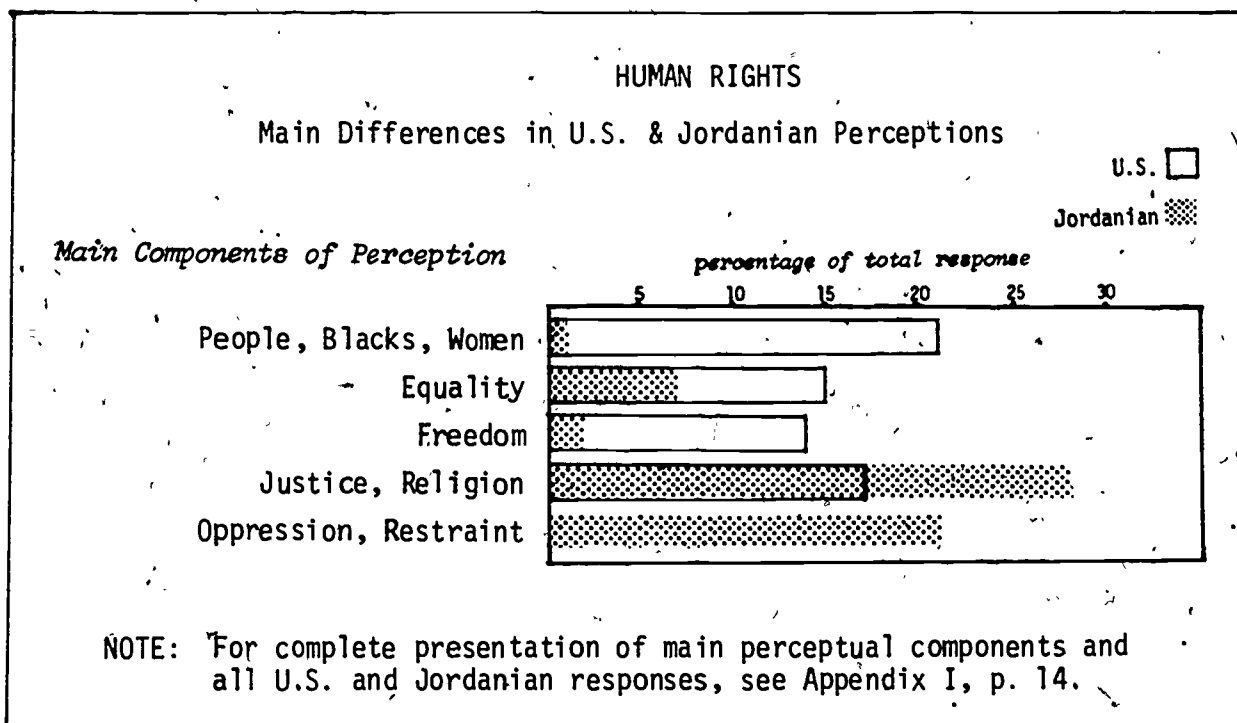 HUMAN RIGHTS
Main Differences in U.S. & Jordanian Perceptions
U.S.
Jordanian
Main Components of Perception
percentage of total response
5 10 15 20 25 30
People, Blacks, Women
Equality
Freedom
Justice, Religion
Oppression, Restraint
NOTE: For complete presentation of main perceptual components and
all U.S. and Jordanian responses, see Appendix I, p. 14.